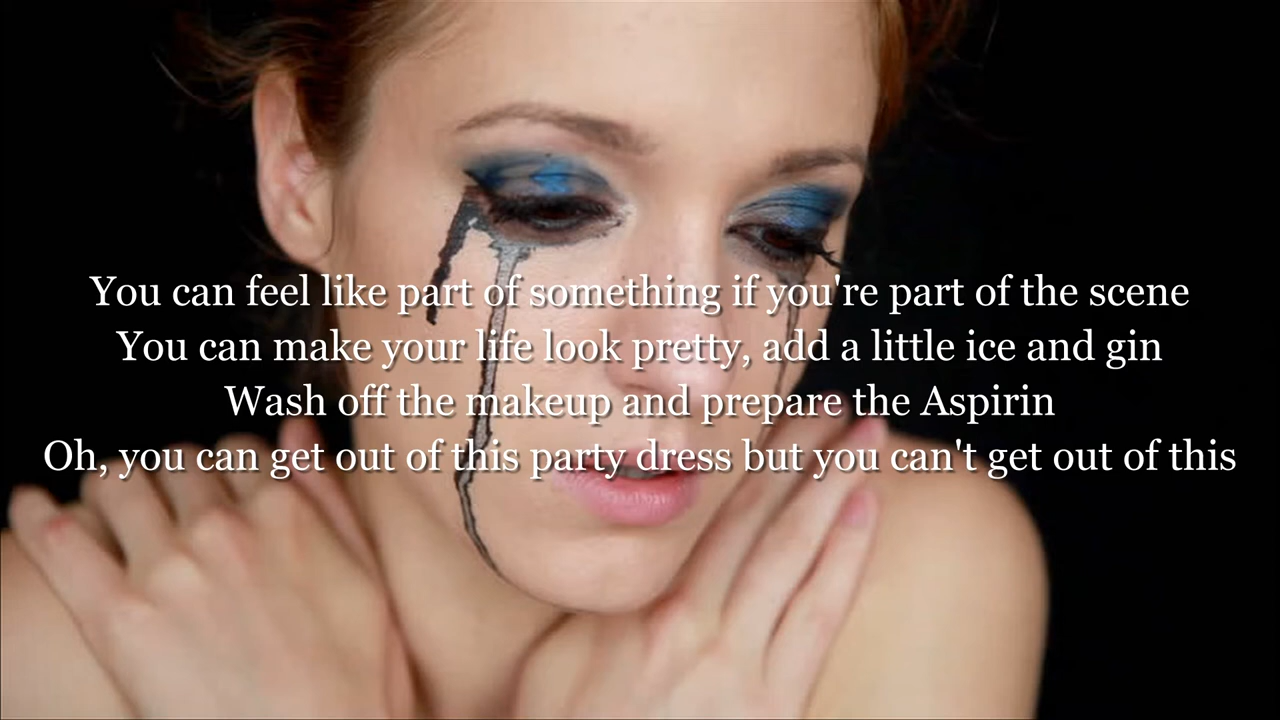 You can feel like part of something if you're part of the scene
You can make your life look pretty, add a little ice and gin
Wash off the makeup and prepare the Aspirin
Oh, you can get out of this party dress but you can't get out of this